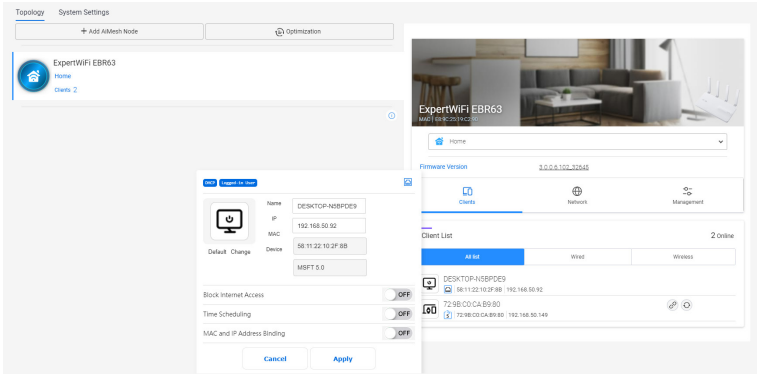 Topology System Settings
+ Add AiMesh Node
Optimization
ExpertWiFi EBR63
Home
Clients: 2
ExpertWiFi EBR63
Home
Firmware Version 3.0.0.6.102_32645
Clients Network Management
Client List 2 Online
All list Wired Wireless
DESKTOP-NSBPDE9
58:11:22:10:2F:8B 192.168.50.92
72:9B:C0:CA:B9:80
72:9B:C0:CA:B9:80 192.168.50.149
DHCP Logged-in User
Name DESKTOP-NSBPDE9
IP 192.168.50.92
MAC 58:11:22:10:2F:8B
Device MSFT 5.0
Default Change
Block Internet Access OFF
Time Scheduling OFF
MAC and IP Address Binding OFF
Cancel Apply